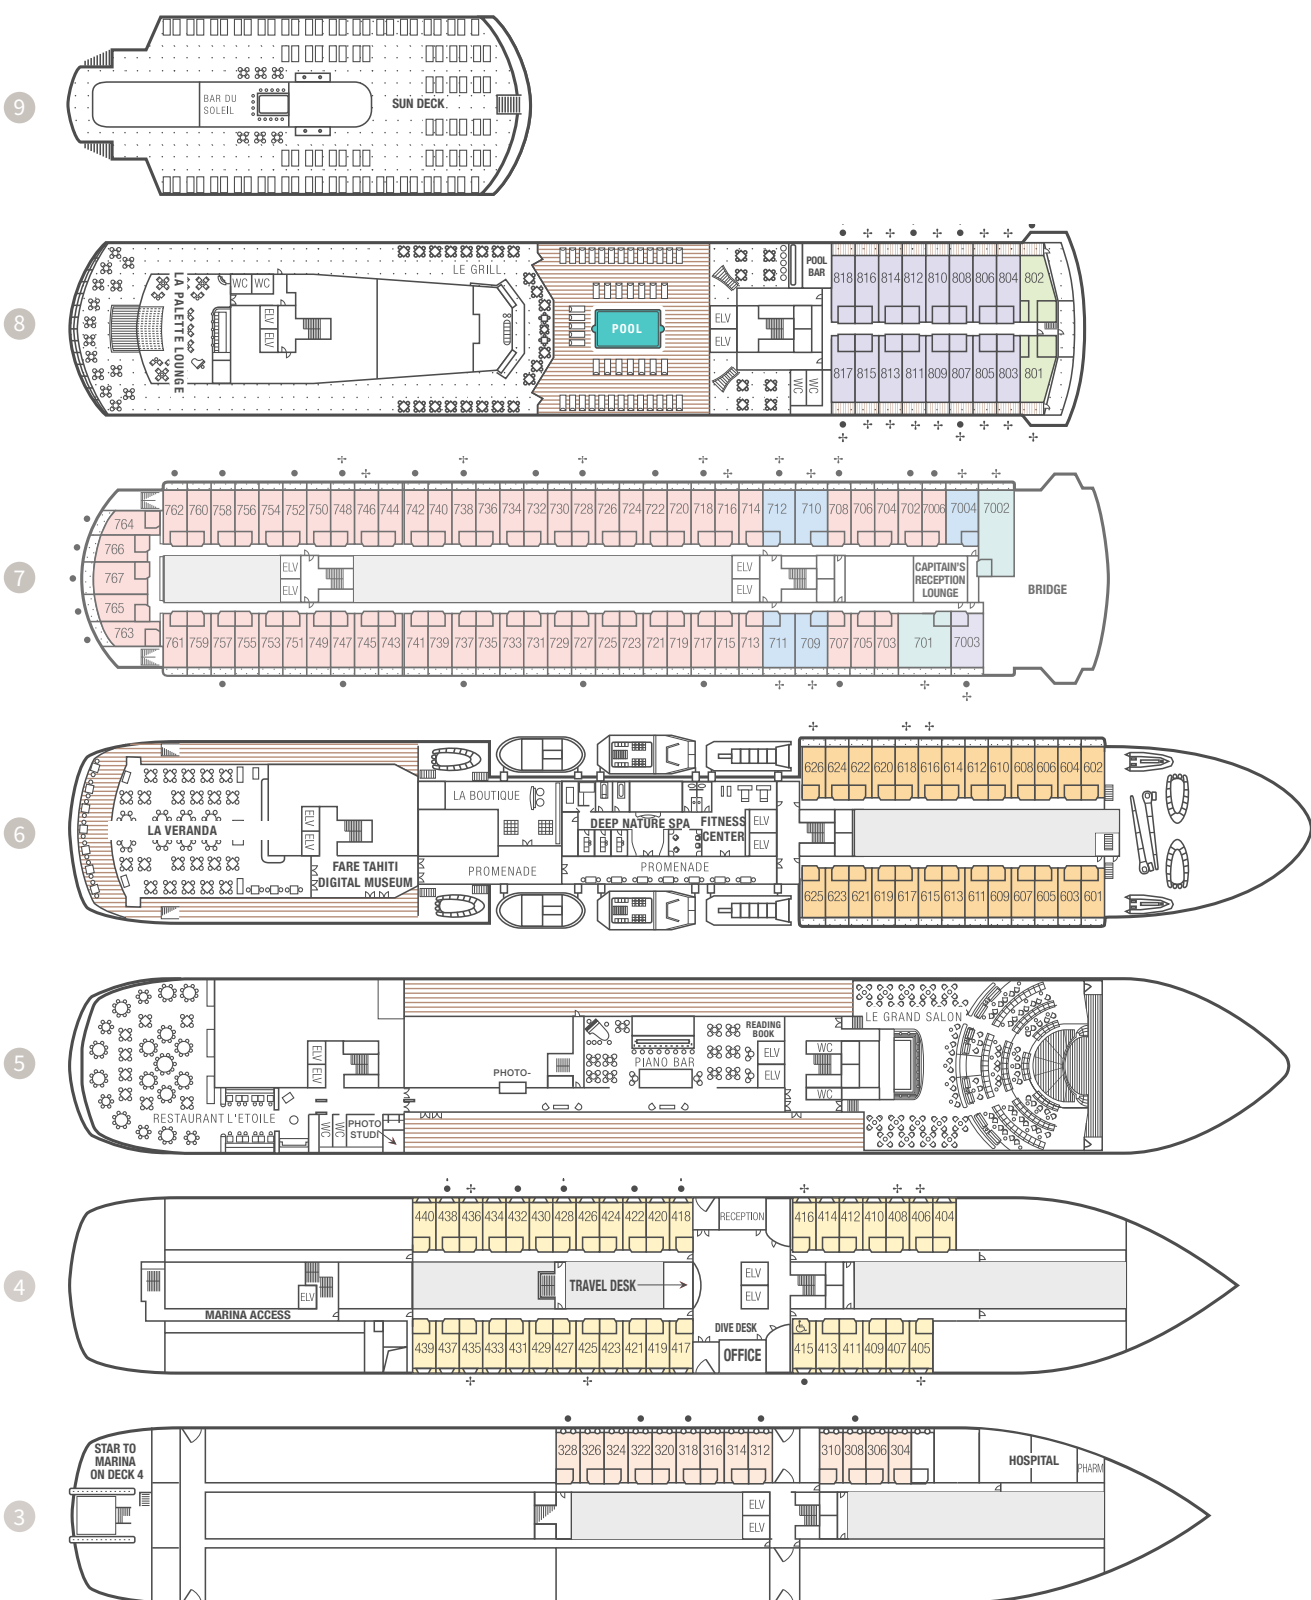 9
BAR DU
SOLEIL
SUN DECK
8
LA PALETTE LOUNGE
WC WC
ELV
ELV
LE GRILL
POOL
ELV
ELV
POOL
BAR
WC
WC
818 816 814 812 810 808 806 804 802
817 815 813 811 809 807 805 803 801
7
762 760 758 756 754 752 750 748 746 744 742 740 738 736 734 732 730 728 726 724 722 720 718 716 714 712 710 708 706 704 702 7006 7004 7002
764
766
767
765
763
ELV
ELV
ELV
ELV
CAPITAIN'S
RECEPTION
LOUNGE
BRIDGE
761 759 757 755 753 751 749 747 745 743 741 739 737 735 733 731 729 727 725 723 721 719 717 715 713 711 709 707 705 703 701 7003
6
LA VERANDA
ELV
ELV
FARE TAHITI
DIGITAL MUSEUM
LA BOUTIQUE
PROMENADE
DEEP NATURE SPA
FITNESS
CENTER
PROMENADE
ELV
ELV
626 624 622 620 618 616 614 612 610 608 606 604 602
625 623 621 619 617 615 613 611 609 607 605 603 601
5
RESTAURANT L'ETOILE
ELV
ELV
WC
WC
PHOTO
STUDI
PHOTO-
PIANO BAR
READING
BOOK
ELV
ELV
WC
WC
LE GRAND SALON
4
440 438 436 434 432 430 428 426 424 422 420 418
RECEPTION
416 414 412 410 408 406 404
ELV
MARINA ACCESS
TRAVEL DESK
ELV
ELV
DIVE DESK
OFFICE
439 437 435 433 431 429 427 425 423 421 419 417
415 413 411 409 407 405
3
STAR TO
MARINA
ON DECK 4
328 326 324 322 320 318 316 314 312
310 308 306 304
HOSPITAL
PHARM
ELV
ELV